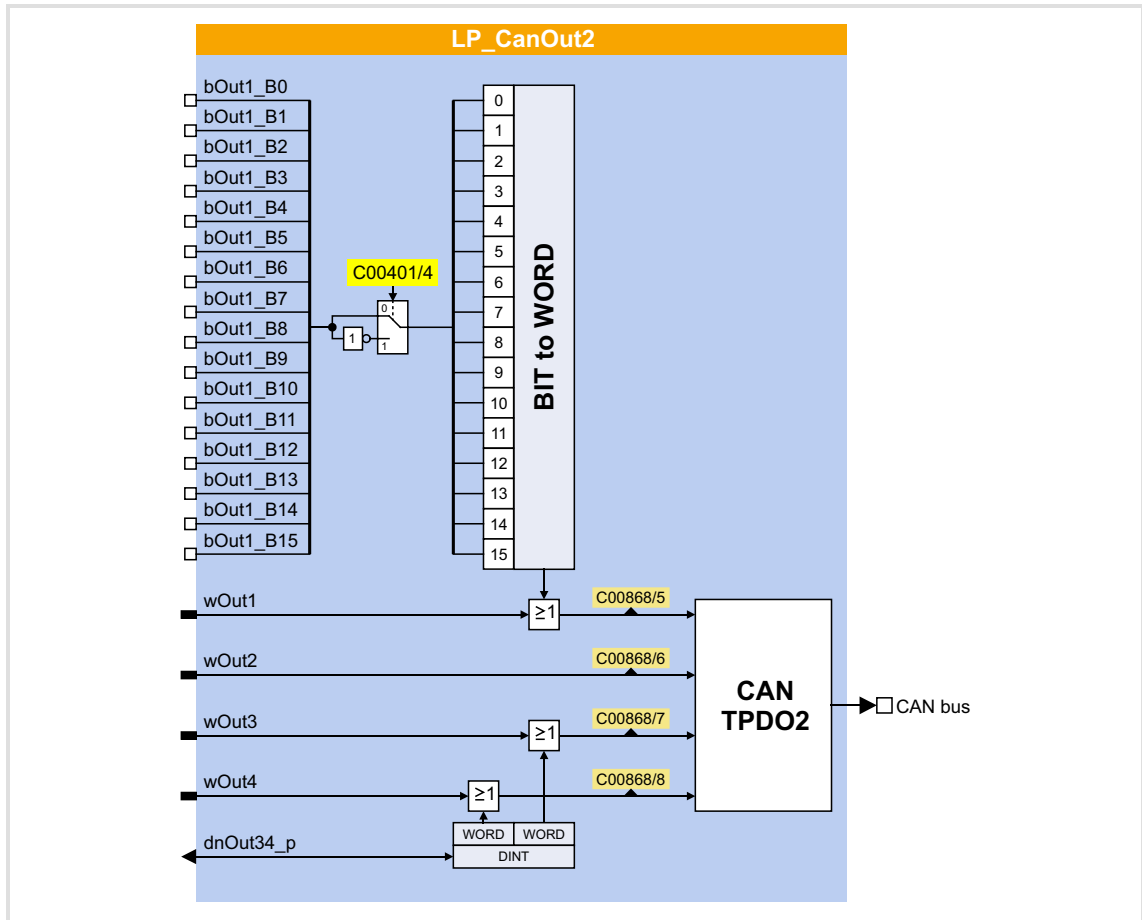 LP_CanOut2
bOut1_B0
0
bOut1_B1
1
bOut1_B2
2
bOut1_B3
3
bOut1_B4
4
bOut1_B5
5
bOut1_B6
6
C00401/4
bOut1_B7
7
0
bOut1_B8
1
1
8
bOut1_B9
9
bOut1_B10
10
bOut1_B11
11
bOut1_B12
12
bOut1_B13
13
bOut1_B14
14
bOut1_B15
15
BIT to WORD
wOut1
≥1
C00868/5
wOut2
C00868/6
CAN
TPDO2
CAN bus
wOut3
≥1
C00868/7
wOut4
≥1
C00868/8
dnOut34_p
WORD WORD
DINT